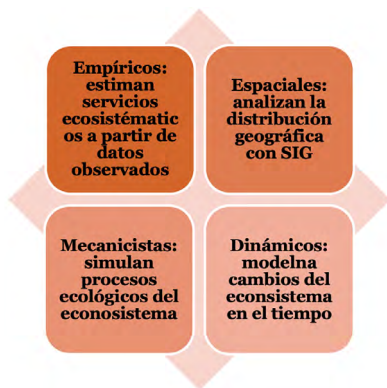 Empíricos:
estiman
servicios
ecosistématic
os a partir de
datos
observados
Espaciales:
analizan la
distribución
geográfica
con SIG
Mecanicistas:
simulan
procesos
ecológicos del
econosistema
Dinámicos:
modelna
cambios del
econsistema
en el tiempo